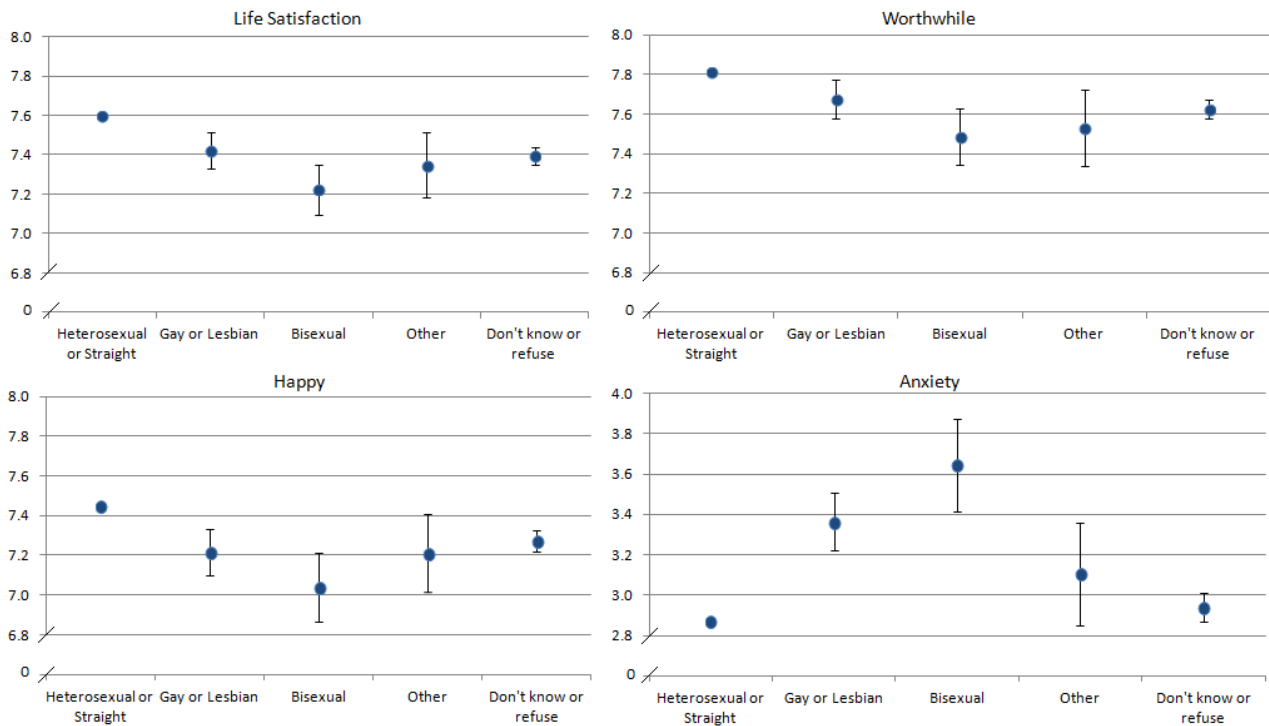 Life Satisfaction
8.0
7.8
7.6
7.4
7.2
7.0
6.8
0
Heterosexual
or Straight
Gay or Lesbian
Bisexual
Other
Don't know or
refuse
Worthwhile
8.0
7.8
7.6
7.4
7.2
7.0
6.8
0
Heterosexual or
Straight
Gay or Lesbian
Bisexual
Other
Don't know or
refuse
Happy
8.0
7.8
7.6
7.4
7.2
7.0
6.8
0
Heterosexual or
Straight
Gay or Lesbian
Bisexual
Other
Don't know or
refuse
Anxiety
4.0
3.8
3.6
3.4
3.2
3.0
2.8
0
Heterosexual or
Straight
Gay or Lesbian
Bisexual
Other
Don't know or
refuse